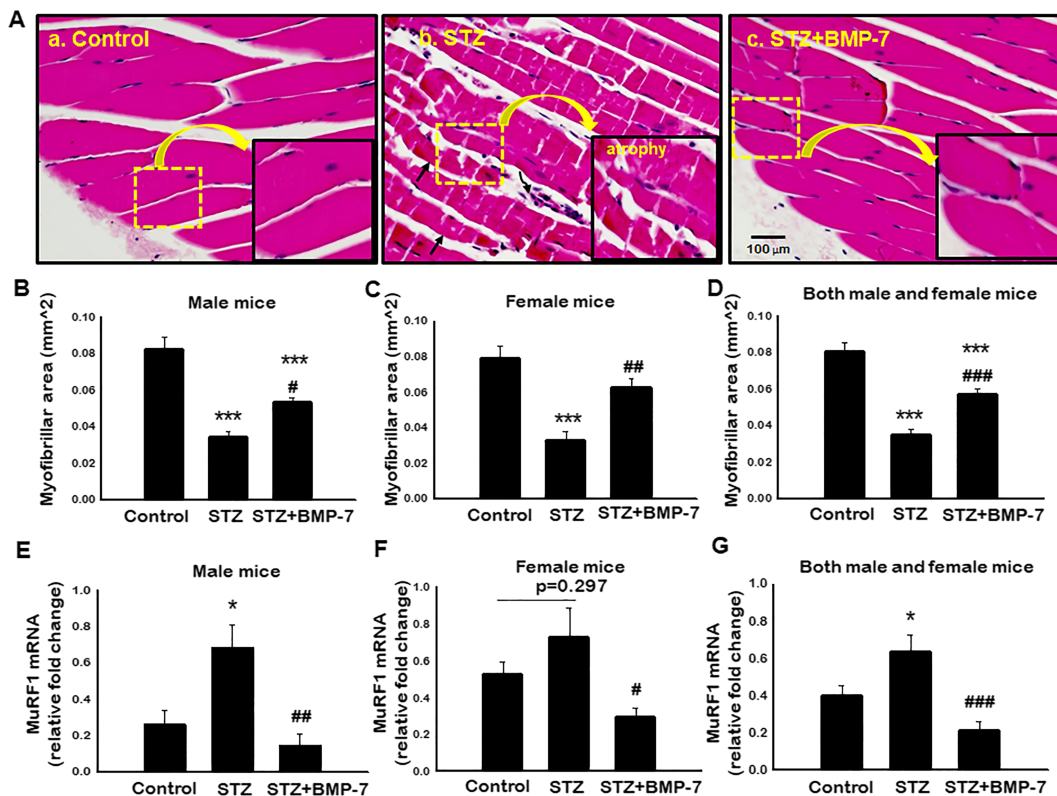 A
a. Control
b. STZ
c. STZ+BMP-7
atrophy
100 μm
B
Male mice
Myofibrillar area (mm^2)
0.10
0.08
0.06
0.04
0.02
0.00
***
***
#
Control STZ STZ+BMP-7
C
Female mice
Myofibrillar area (mm^2)
0.10
0.08
0.06
0.04
0.02
0.00
***
##
Control STZ STZ+BMP-7
D
Both male and female mice
Myofibrillar area (mm^2)
0.10
0.08
0.06
0.04
0.02
0.00
***
***
###
Control STZ STZ+BMP-7
E
Male mice
MuRF1 mRNA
(relative fold change)
1.0
0.8
0.6
0.4
0.2
0.0
*
##
Control STZ STZ+BMP-7
F
Female mice
p=0.297
MuRF1 mRNA
(relative fold change)
1.0
0.8
0.6
0.4
0.2
0.0
#
Control STZ STZ+BMP-7
G
Both male and female mice
MuRF1 mRNA
(relative fold change)
1.0
0.8
0.6
0.4
0.2
0.0
*
###
Control STZ STZ+BMP-7